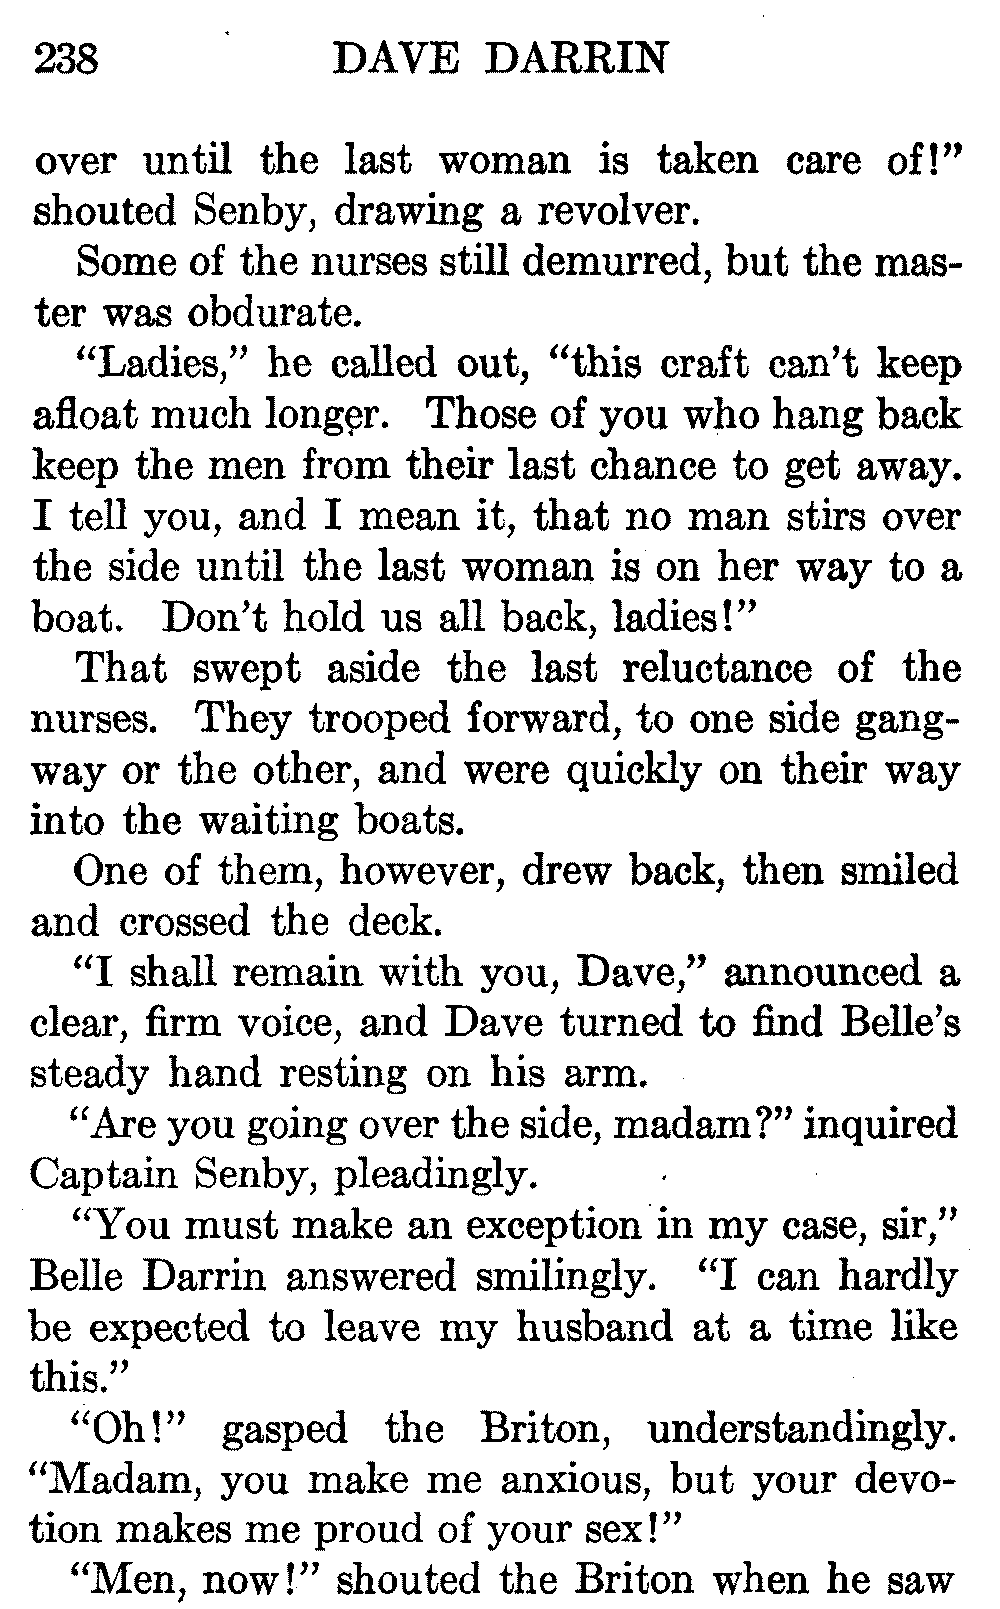 238 DAVE DARRIN
over until the last woman is taken care of!”
shouted Senby, drawing a revolver.
Some of the nurses still demurred, but the mas-
ter was obdurate.
“Ladies,” he called out, “this craft can’t keep
afloat much longer. Those of you who hang back
keep the men from their last chance to get away.
I tell you, and I mean it, that no man stirs over
the side until the last woman is on her way to a
boat. Don’t hold us all back, ladies!”
That swept aside the last reluctance of the
nurses. They trooped forward, to one side gang-
way or the other, and were quickly on their way
into the waiting boats.
One of them, however, drew back, then smiled
and crossed the deck.
“I shall remain with you, Dave,” announced a
clear, firm voice, and Dave turned to find Belle’s
steady hand resting on his arm.
“Are you going over the side, madam?” inquired
Captain Senby, pleadingly.
“You must make an exception in my case, sir,”
Belle Darrin answered smilingly. “I can hardly
be expected to leave my husband at a time like
this.”
“Oh!” gasped the Briton, understandingly.
“Madam, you make me anxious, but your devo-
tion makes me proud of your sex!”
“Men, now!” shouted the Briton when he saw